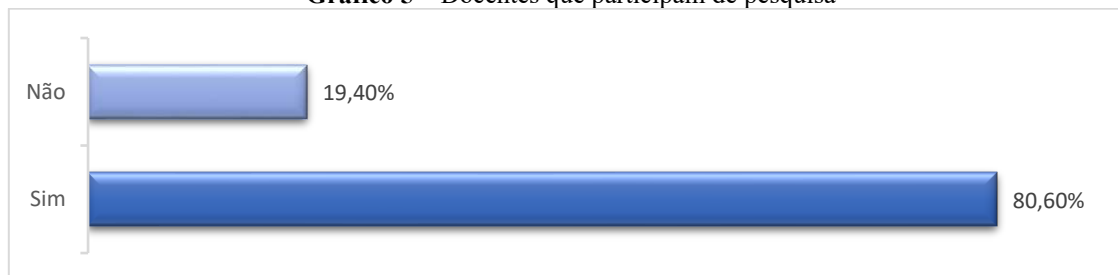 Gráfico 3 – Docentes que participam de pesquisa
Não
19,40%
Sim
80,60%